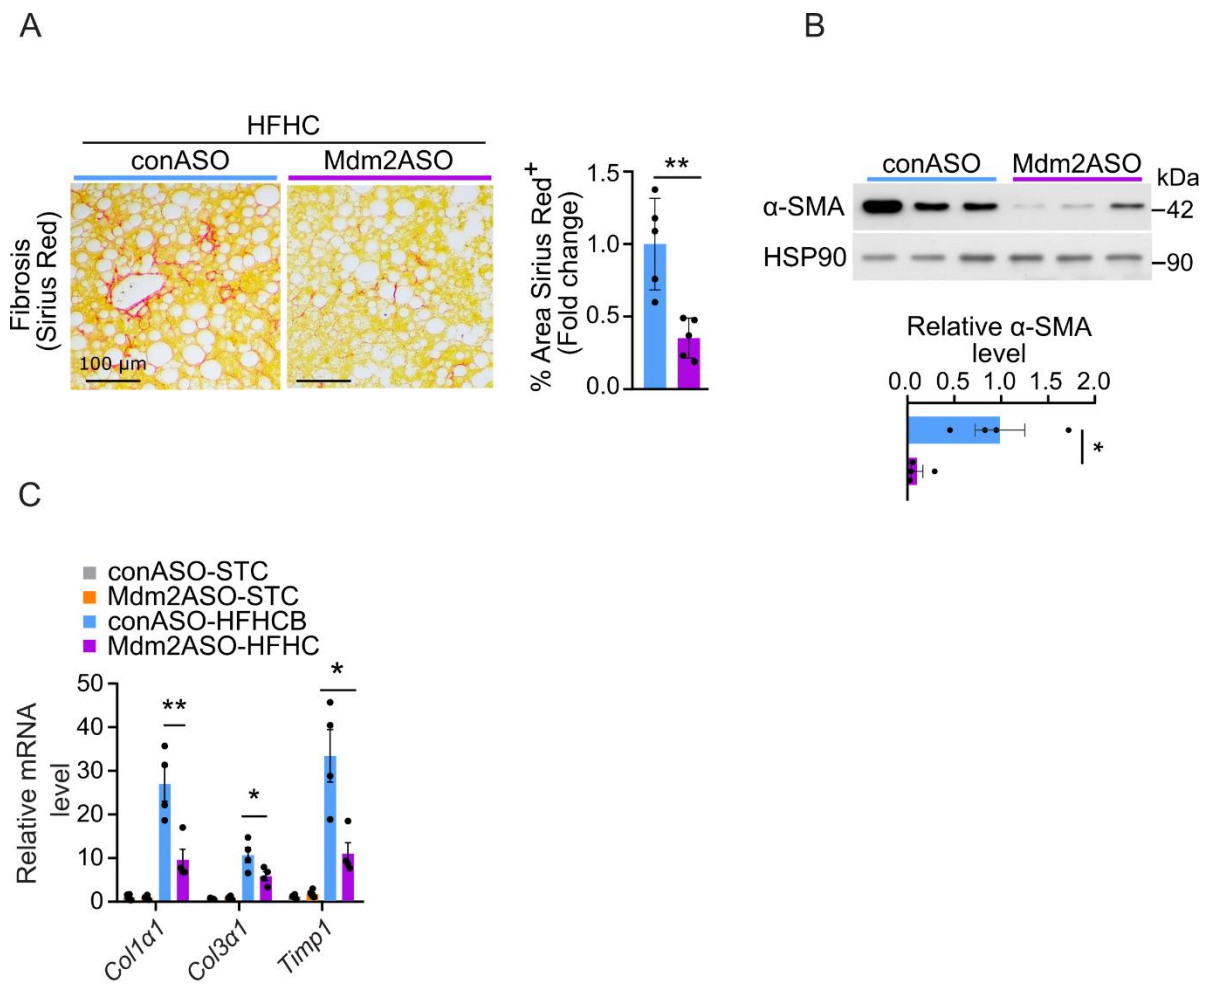 A
HFHC
conASO
Mdm2ASO
Fibrosis
(Sirius Red)
100 µm
% Area Sirius Red+
(Fold change)
1.5
1.0
0.5
0.0
**
B
conASO
Mdm2ASO
kDa
α-SMA
–42
HSP90
–90
Relative α-SMA
level
0.0 0.5 1.0 1.5 2.0
*
C
conASO-STC
Mdm2ASO-STC
conASO-HFHCB
Mdm2ASO-HFHC
Relative mRNA
level
50
40
30
20
10
0
**
*
*
Col1α1
Col3α1
Timp1